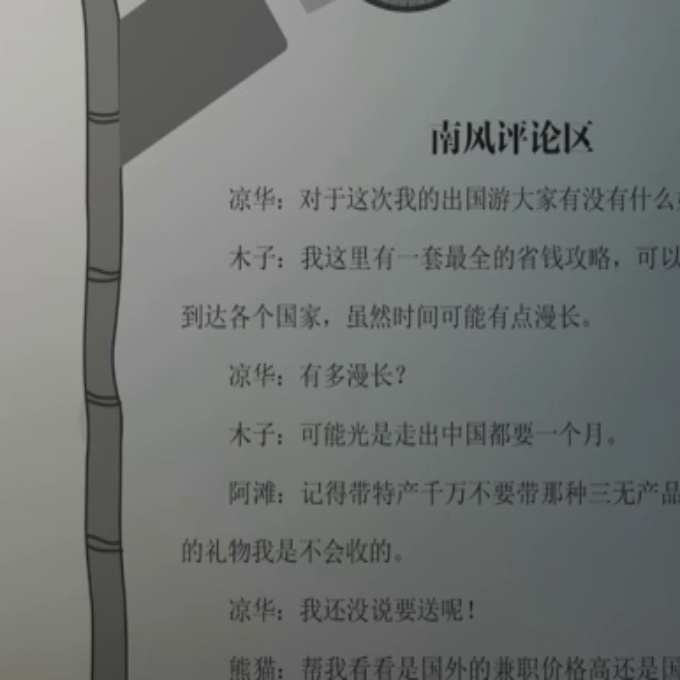 南风评论区
凉华：对于这次我的出国游大家有没有什么
木子：我这里有一套最全的省钱攻略，可以
到达各个国家，虽然时间可能有点漫长。
凉华：有多漫长？
木子：可能光是走出中国都要一个月。
阿滩：记得带特产千万不要带那种三无产品
的礼物我是不会收的。
凉华：我还没说要送呢！
熊猫：帮我看看是国外的兼职价格高还是国